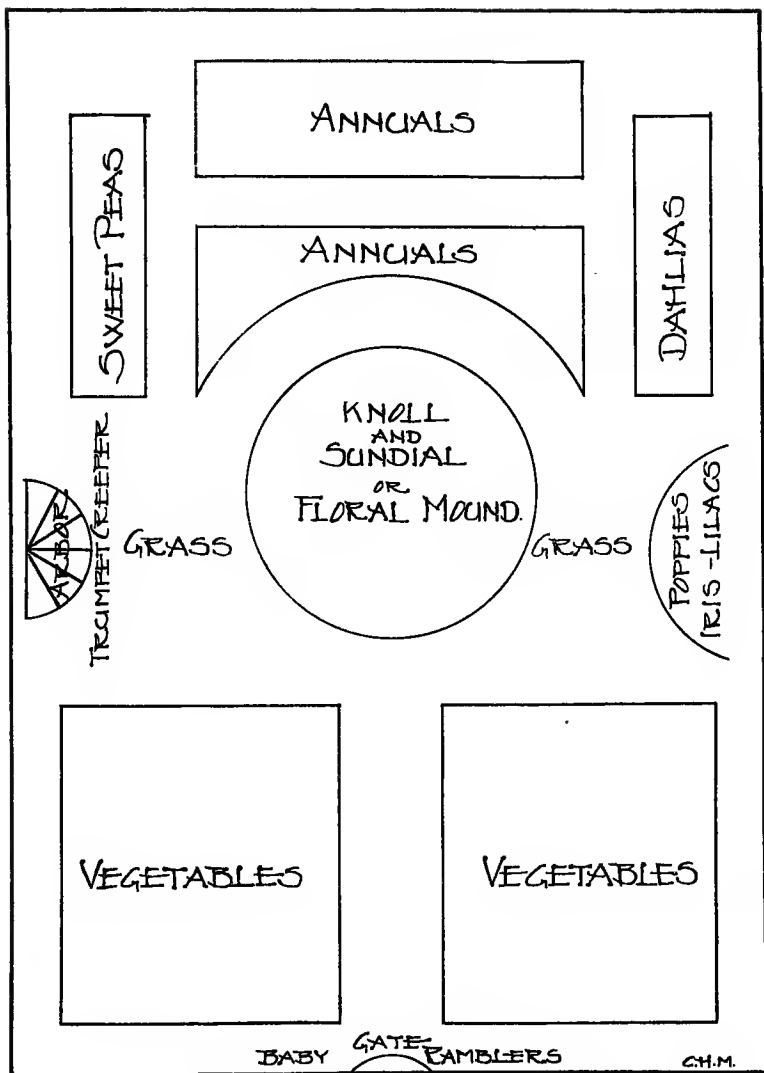 ANNUALS
SWEET PEAS
ANNUALS
DAHLIAS
KNOLL
AND
SUNDIAL
OR
FLORAL MOUND.
ARBOR
TRUMPET CREEPER
GRASS
GRASS
POPPIES
IRIS-LILACS
VEGETABLES
VEGETABLES
BABY GATE RAMBLERS
C.H.M.